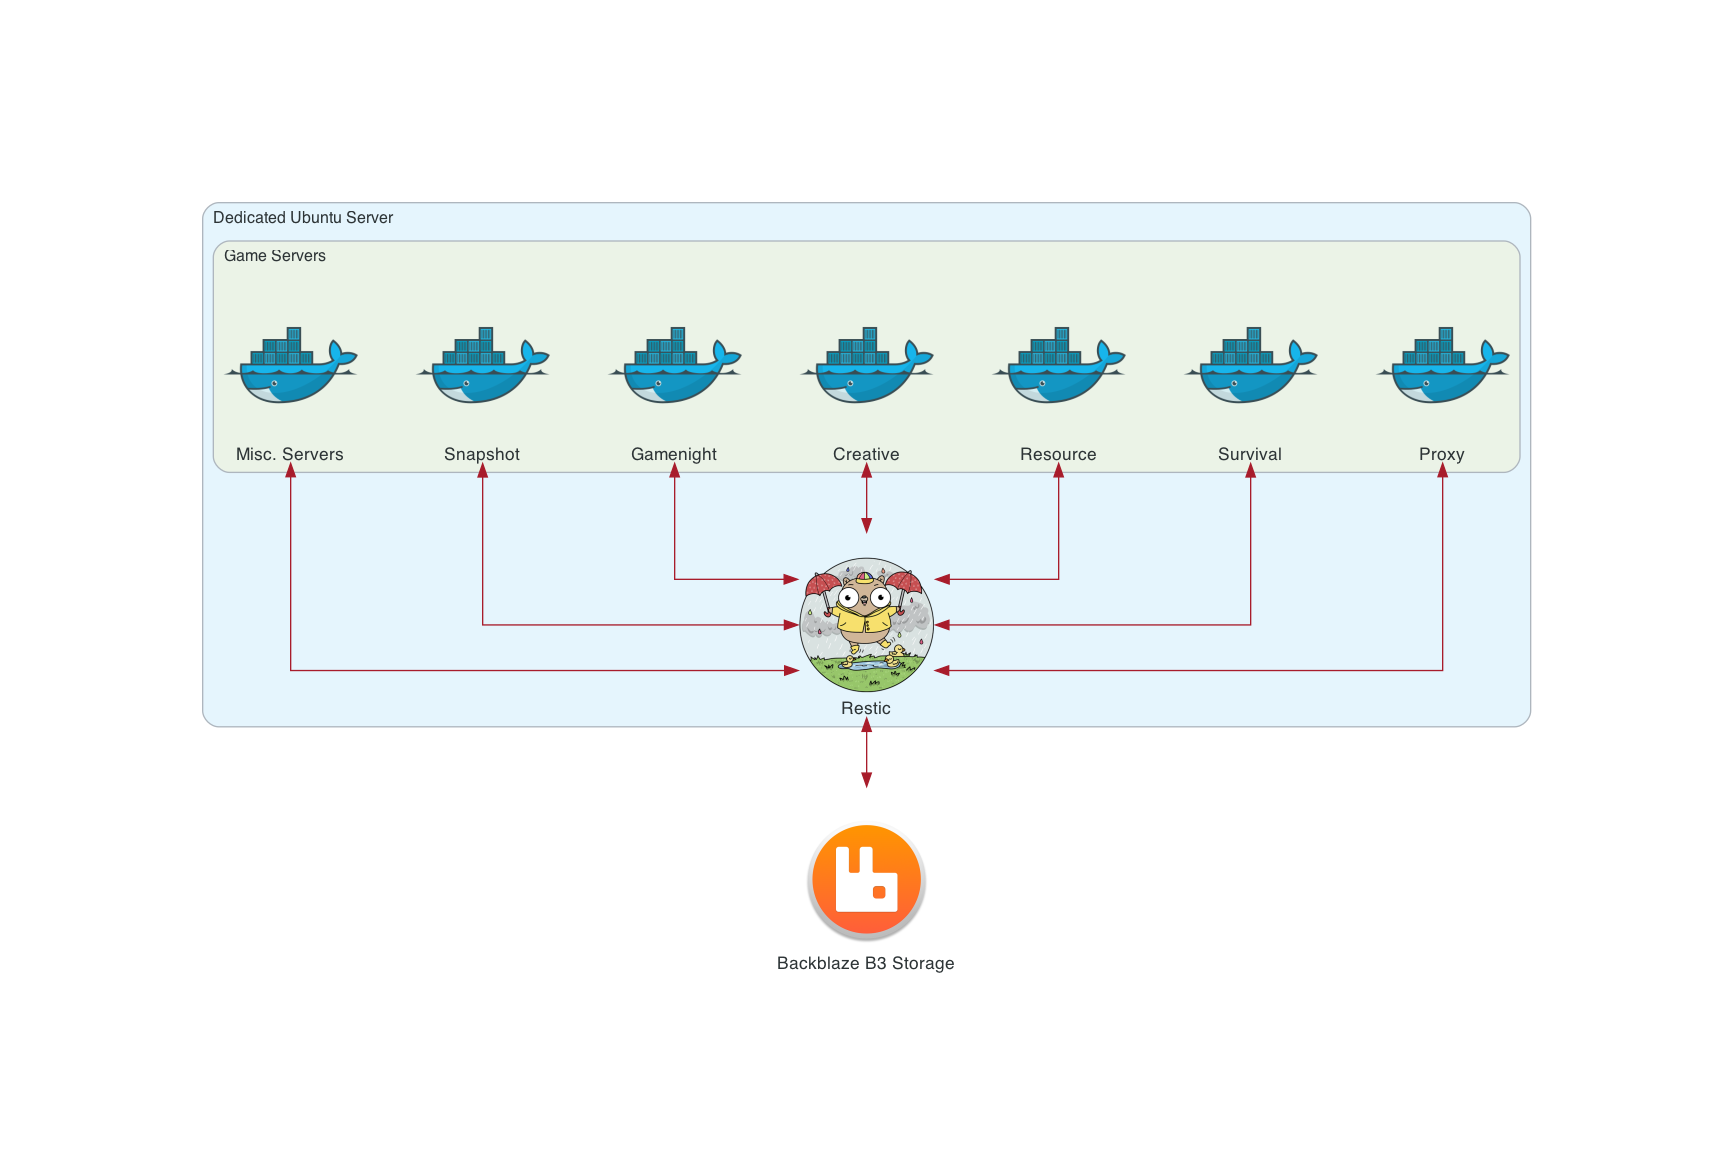 Dedicated Ubuntu Server
Game Servers
Misc. Servers
Snapshot
Gamenight
Creative
Resource
Survival
Proxy
Restic
Backblaze B3 Storage